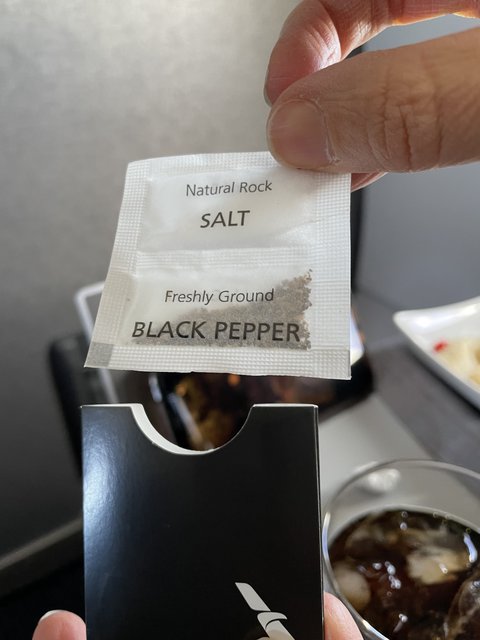 Natural Rock
SALT
Freshly Ground
BLACK PEPPER